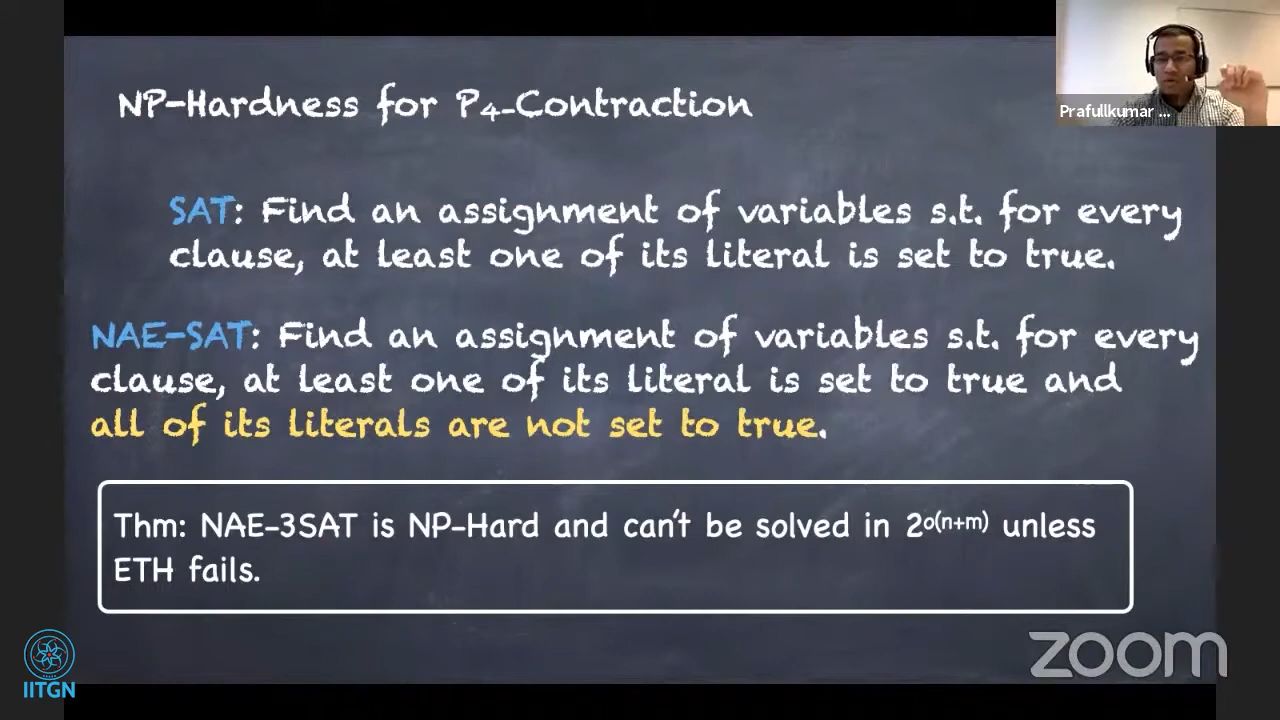 NP-Hardness for P₄-Contraction
Prafullkumar ...
SAT: Find an assignment of variables s.t. for every
clause, at least one of its literal is set to true.
NAE-SAT: Find an assignment of variables s.t. for every
clause, at least one of its literal is set to true and
all of its literals are not set to true.
Thm: NAE-3SAT is NP-Hard and can't be solved in 2ᵒ⁽ⁿ⁺ᵐ⁾ unless
ETH fails.
zoom
IITGN